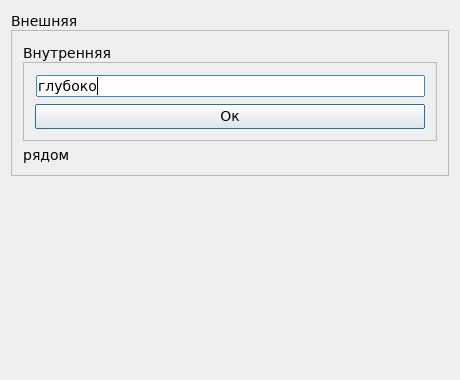 Внешняя
Внутренняя
глубоко
Ок
рядом